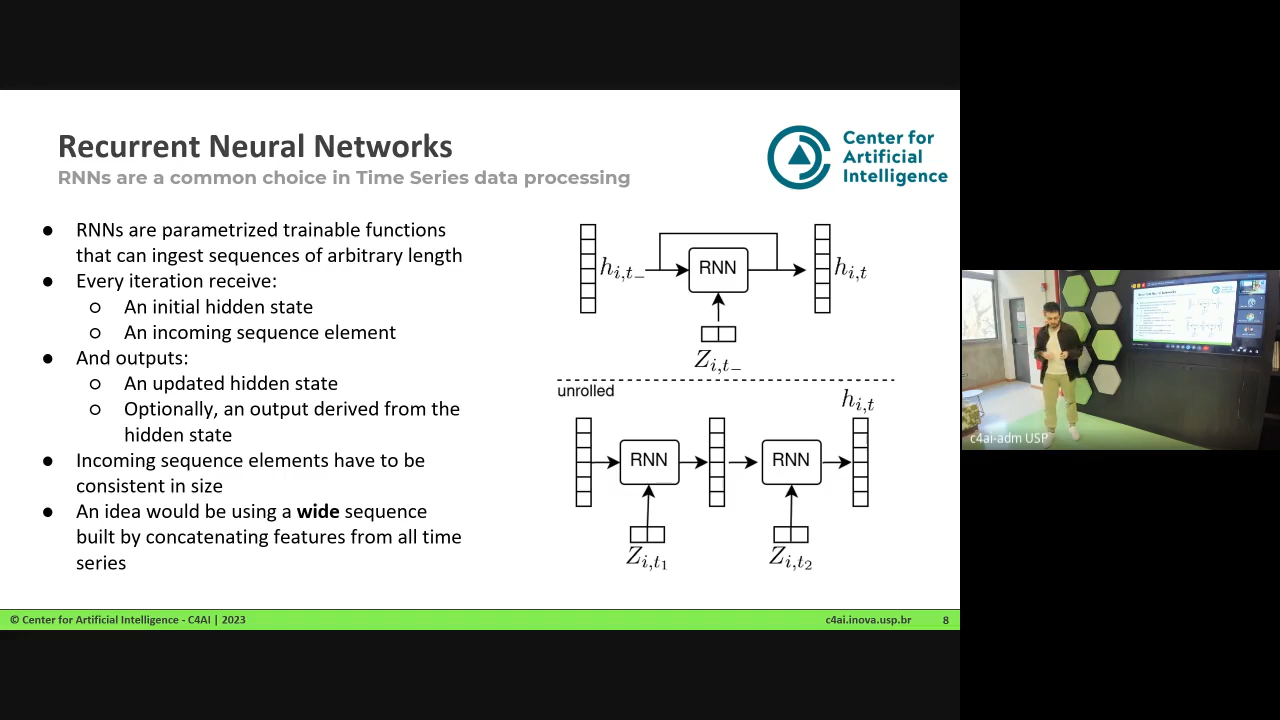 Recurrent Neural Networks
RNNs are a common choice in Time Series data processing
Center for
Artificial
Intelligence
● RNNs are parametrized trainable functions
that can ingest sequences of arbitrary length
● Every iteration receive:
○ An initial hidden state
○ An incoming sequence element
● And outputs:
○ An updated hidden state
○ Optionally, an output derived from the
hidden state
● Incoming sequence elements have to be
consistent in size
● An idea would be using a wide sequence
built by concatenating features from all time
series
h_{i,t−}
RNN
h_{i,t}
Z_{i,t−}
unrolled
h_{i,t}
RNN
RNN
Z_{i,t_1}
Z_{i,t_2}
c4ai-adm USP
© Center for Artificial Intelligence - C4AI | 2023
c4ai.inova.usp.br
8